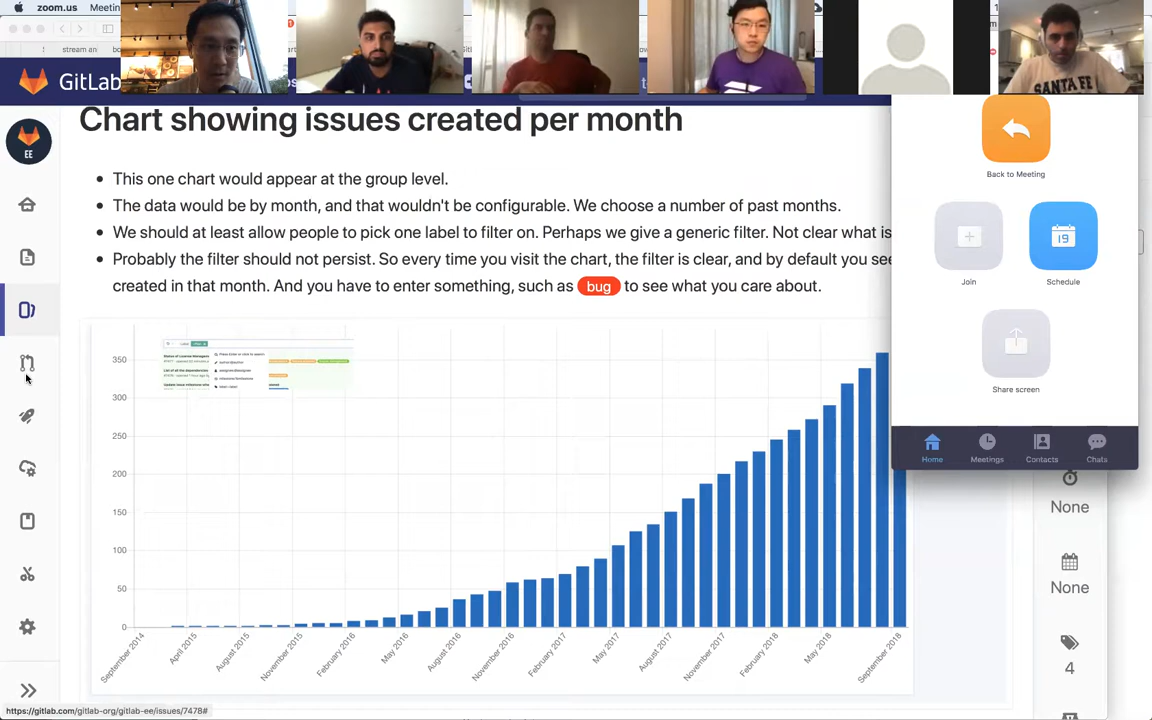 zoom.us Meetin
stream an
GitLab
EE
SANTA FE
Chart showing issues created per month
This one chart would appear at the group level.
The data would be by month, and that wouldn't be configurable. We choose a number of past months.
We should at least allow people to pick one label to filter on. Perhaps we give a generic filter. Not clear what is
Probably the filter should not persist. So every time you visit the chart, the filter is clear, and by default you see
created in that month. And you have to enter something, such as bug to see what you care about.
Back to Meeting
19
Join Schedule
Share screen
Home Meetings Contacts Chats
None
None
4
350
300
250
200
150
100
50
0
September 2014 April 2015 August 2015 November 2015 February 2016 May 2016 August 2016 November 2016 February 2017 May 2017 August 2017 November 2017 February 2018 May 2018 September 2018
https://gitlab.com/gitlab-org/gitlab-ee/issues/7478#